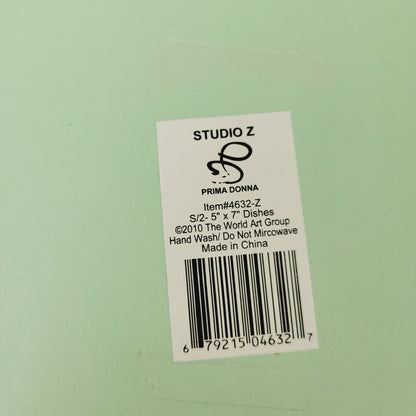 STUDIO Z
PRIMA DONNA
Item#4632-Z
S/2- 5" x 7" Dishes
©2010 The World Art Group
Hand Wash/ Do Not Mircowave
Made in China
6 79215 04632 7